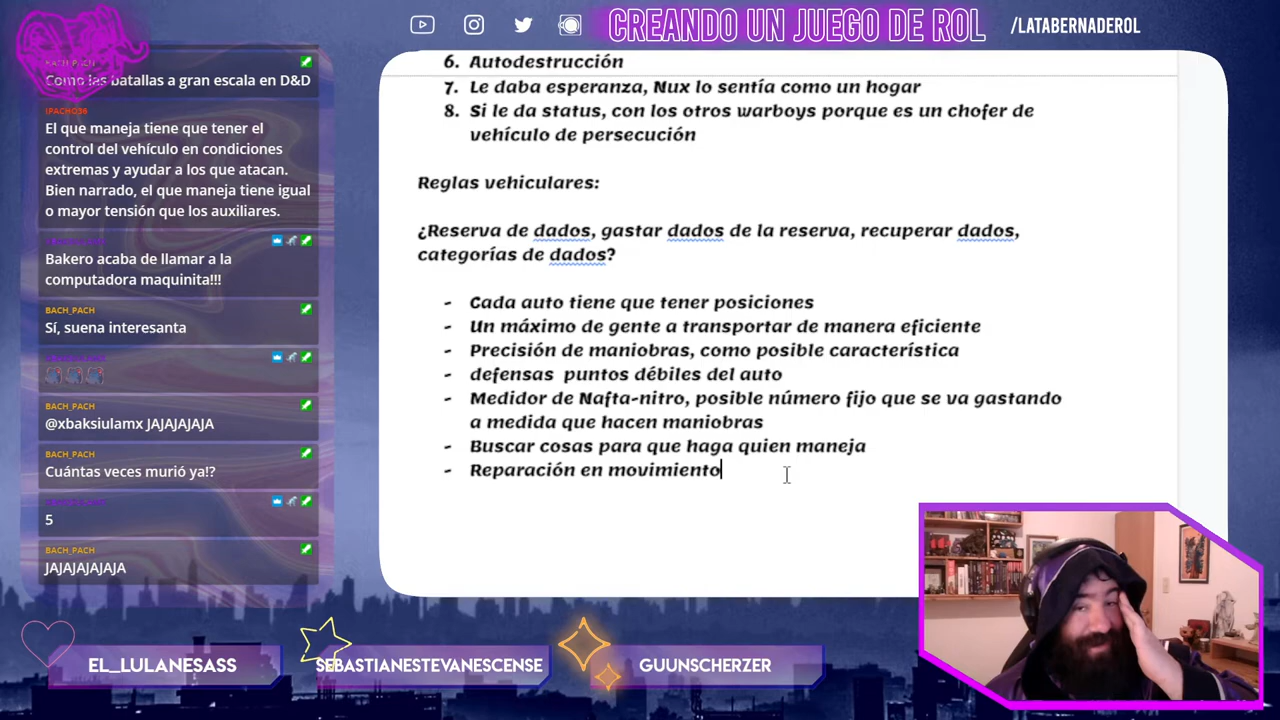 CREANDO UN JUEGO DE ROL
/LATABERNADEROL
BACH_PACH
Como las batallas a gran escala en D&D
IPACHO36
El que maneja tiene que tener el
control del vehículo en condiciones
extremas y ayudar a los que atacan.
Bien narrado, el que maneja tiene igual
o mayor tensión que los auxiliares.
Bakero acaba de llamar a la
computadora maquinita!!!
BACH_PACH
Sí, suena interesanta
BACH_PACH
@xbaksiulamx JAJAJAJAJA
BACH_PACH
Cuántas veces murió ya!?
5
BACH_PACH
JAJAJAJAJAJA
6. Autodestrucción
7. Le daba esperanza, Nux lo sentía como un hogar
8. Si le da status, con los otros warboys porque es un chofer de
vehículo de persecución
Reglas vehiculares:
¿Reserva de dados, gastar dados de la reserva, recuperar dados,
categorías de dados?
- Cada auto tiene que tener posiciones
- Un máximo de gente a transportar de manera eficiente
- Precisión de maniobras, como posible característica
- defensas puntos débiles del auto
- Medidor de Nafta-nitro, posible número fijo que se va gastando
a medida que hacen maniobras
- Buscar cosas para que haga quien maneja
- Reparación en movimiento
EL_LULANESASS
SEBASTIANESTEVANESCENSE
GUUNSCHERZER